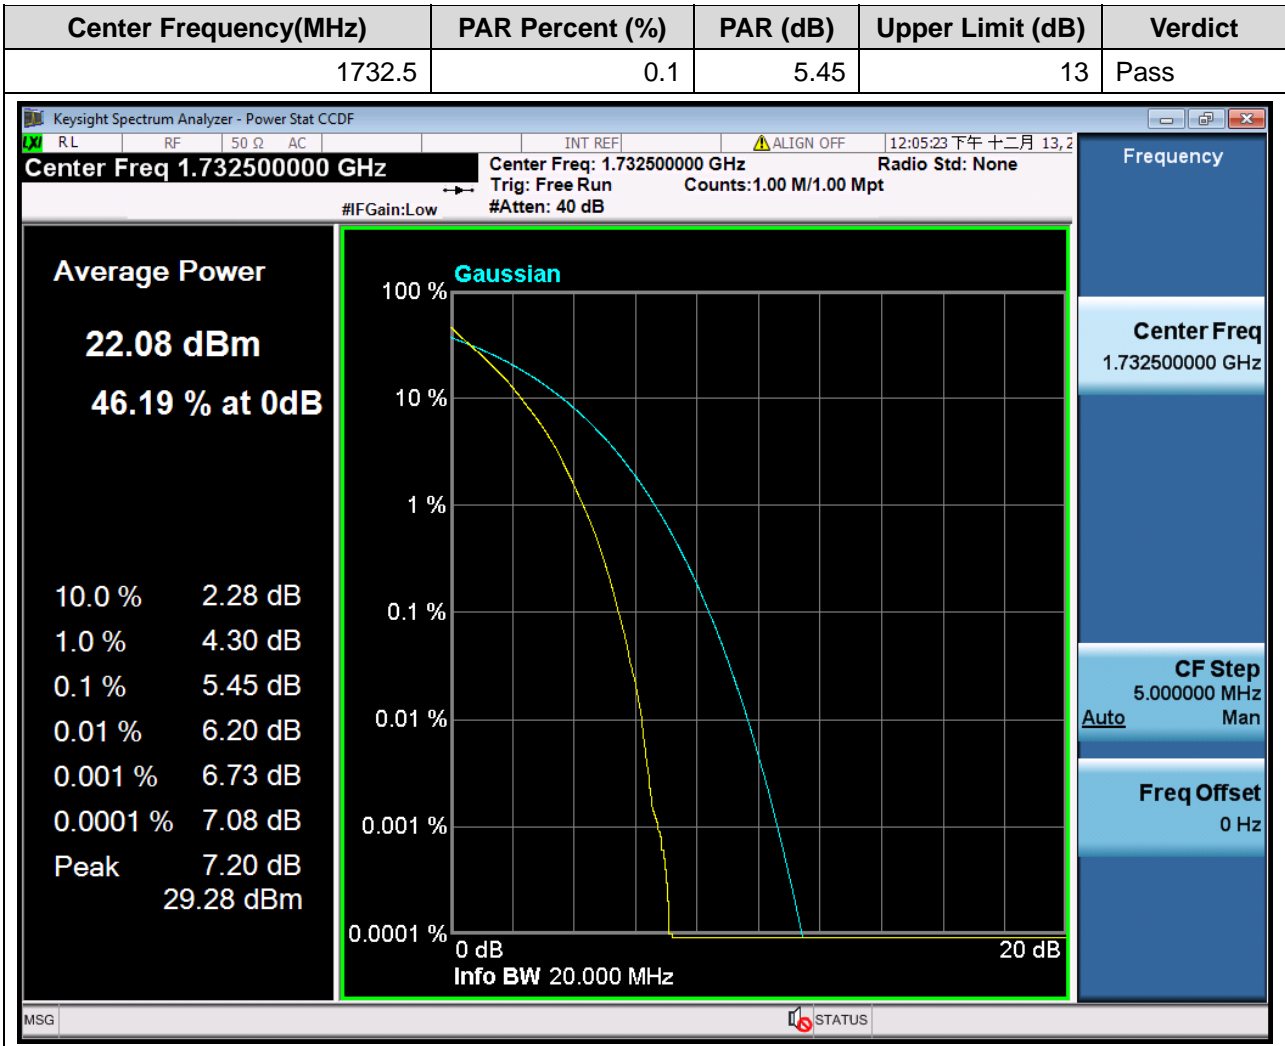 Center Frequency(MHz) PAR Percent (%) PAR (dB) Upper Limit (dB) Verdict
1732.5 0.1 5.45 13 Pass
Keysight Spectrum Analyzer - Power Stat CCDF
LXI RL RF 50 Ω AC INT REF ALIGN OFF 12:05:23 下午 十二月 13, 2
Center Freq 1.732500000 GHz
Center Freq: 1.732500000 GHz Radio Std: None
Trig: Free Run Counts:1.00 M/1.00 Mpt
#IFGain:Low #Atten: 40 dB
Average Power
22.08 dBm
46.19 % at 0dB
10.0 % 2.28 dB
1.0 % 4.30 dB
0.1 % 5.45 dB
0.01 % 6.20 dB
0.001 % 6.73 dB
0.0001 % 7.08 dB
Peak 7.20 dB
29.28 dBm
Gaussian
100 %
10 %
1 %
0.1 %
0.01 %
0.001 %
0.0001 %
0 dB 20 dB
Info BW 20.000 MHz
Frequency
Center Freq
1.732500000 GHz
CF Step
5.000000 MHz
Auto Man
Freq Offset
0 Hz
MSG STATUS